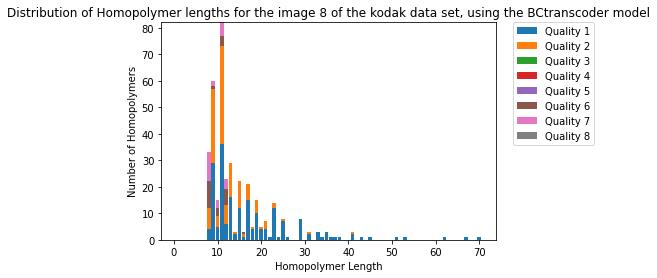 Distribution of Homopolymer lengths for the image 8 of the kodak data set, using the BCtranscoder model
80
70
60
50
40
30
20
10
0
Number of Homopolymers
0 10 20 30 40 50 60 70
Homopolymer Length
Quality 1
Quality 2
Quality 3
Quality 4
Quality 5
Quality 6
Quality 7
Quality 8